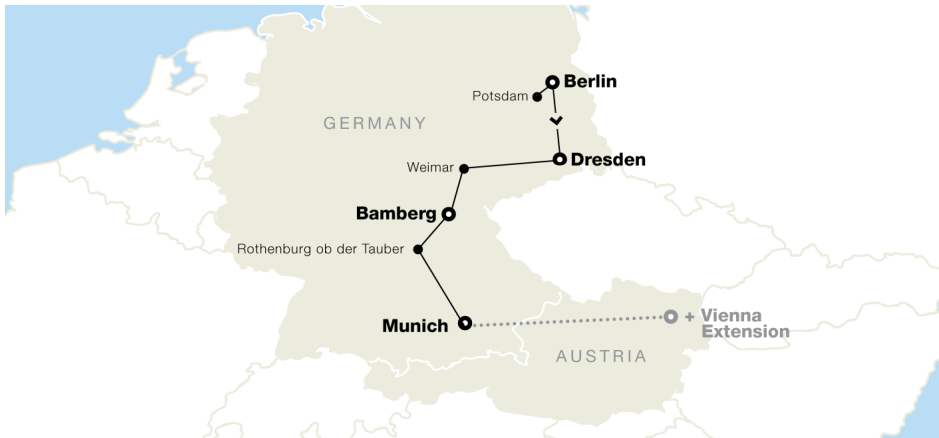 Berlin
Potsdam
GERMANY
Dresden
Weimar
Bamberg
Rothenburg ob der Tauber
Munich
+ Vienna
Extension
AUSTRIA